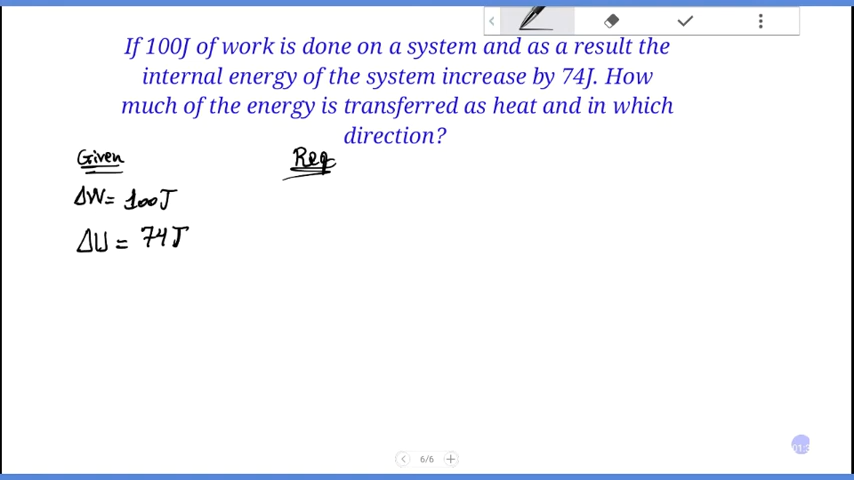 If 100J of work is done on a system and as a result the
internal energy of the system increase by 74J. How
much of the energy is transferred as heat and in which
direction?
Given
Req
ΔW= 100J
ΔU = 74J
6/6